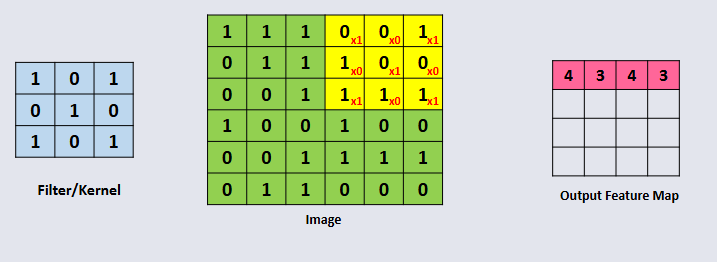 1 1 1 0x1 0x0 1x1
0 1 1 1x0 0x1 0x0
0 0 1 1x1 1x0 1x1
1 0 0 1 0 0
0 0 1 1 1 1
0 1 1 0 0 0
Image
1 0 1
0 1 0
1 0 1
Filter/Kernel
4 3 4 3
Output Feature Map